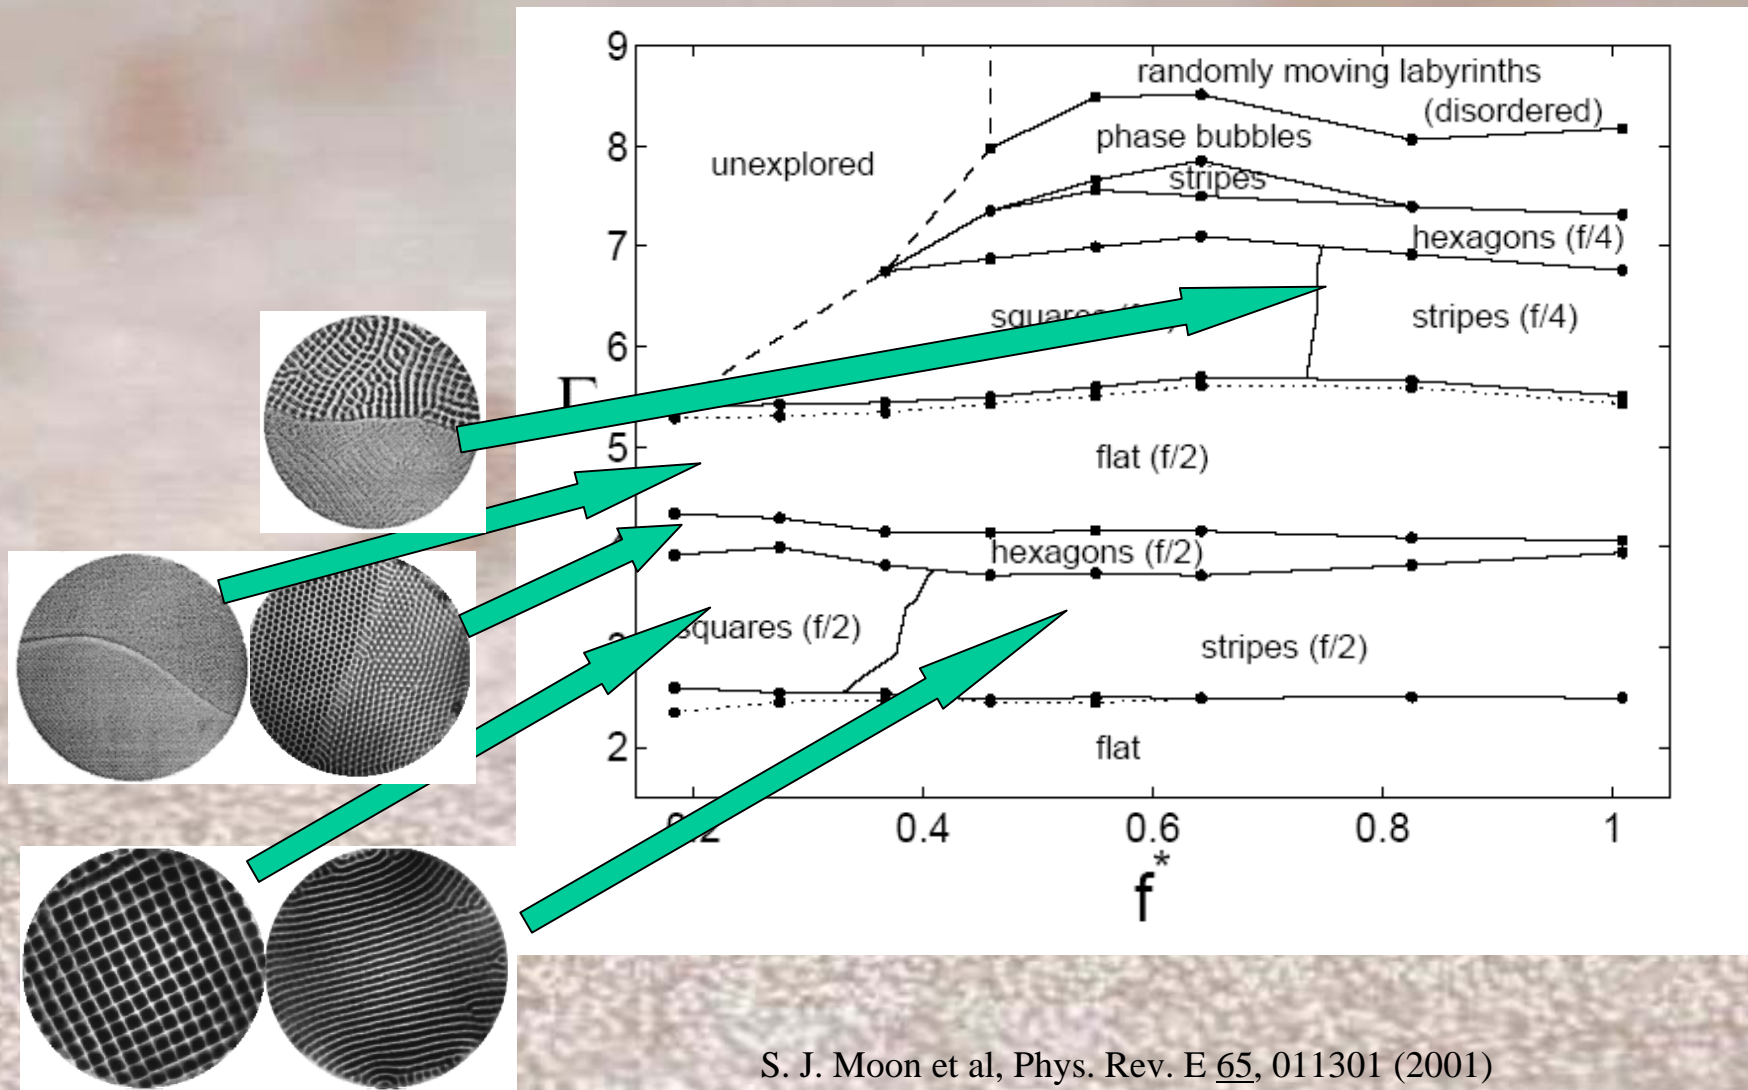 9
randomly moving labyrinths
(disordered)
8
phase bubbles
unexplored
stripes
7
hexagons (f/4)
stripes (f/4)
6
Γ
5
flat (f/2)
hexagons (f/2)
squares (f/2)
stripes (f/2)
2
flat
0.2 0.4 0.6 0.8 1
f*
S. J. Moon et al, Phys. Rev. E 65, 011301 (2001)